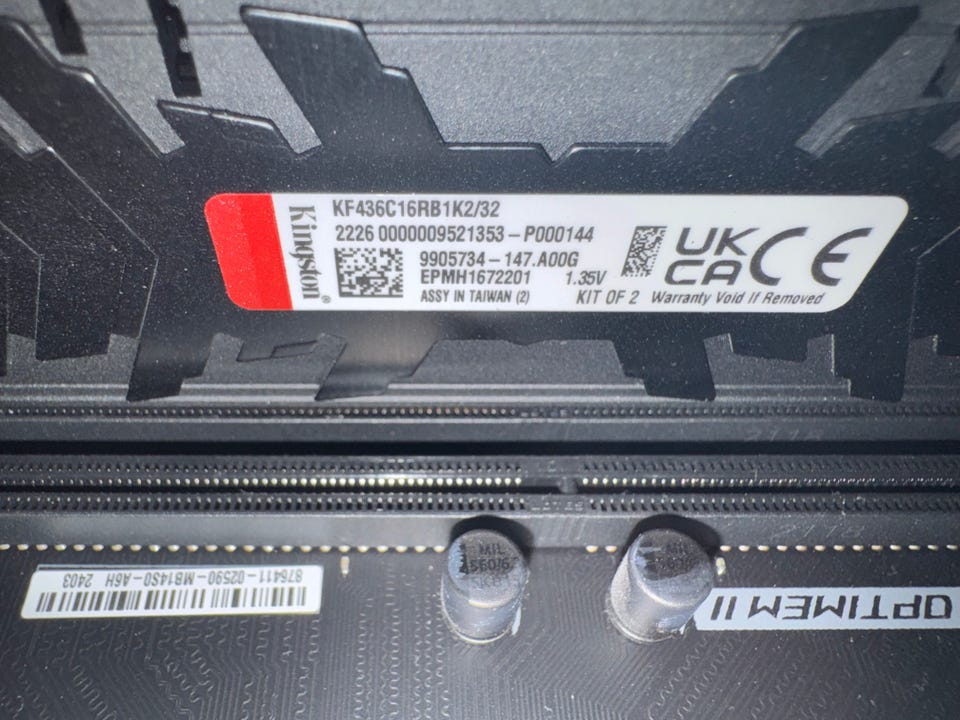 Kingston
KF436C16RB1K2/32
2226 0000009521353-P000144
9905734-147.A00G
EPMH1672201 1.35V
ASSY IN TAIWAN (2) KIT OF 2 Warranty Void If Removed
UK
CA
CE
876411-02590-MB14S0-A6H 2403
OPTIMEM II